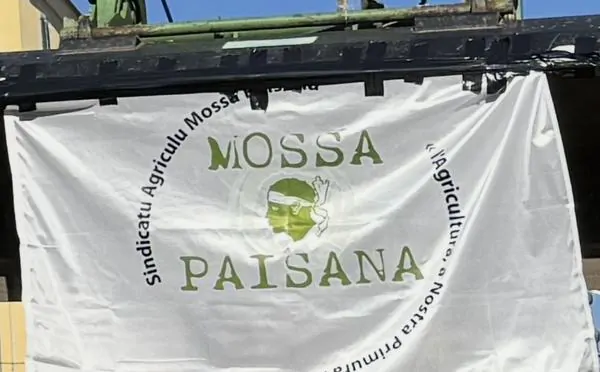 Sindicatu Agriculu Mossa
MOSSA
PAISANA
« l'Agricultura, a Nostra Primura